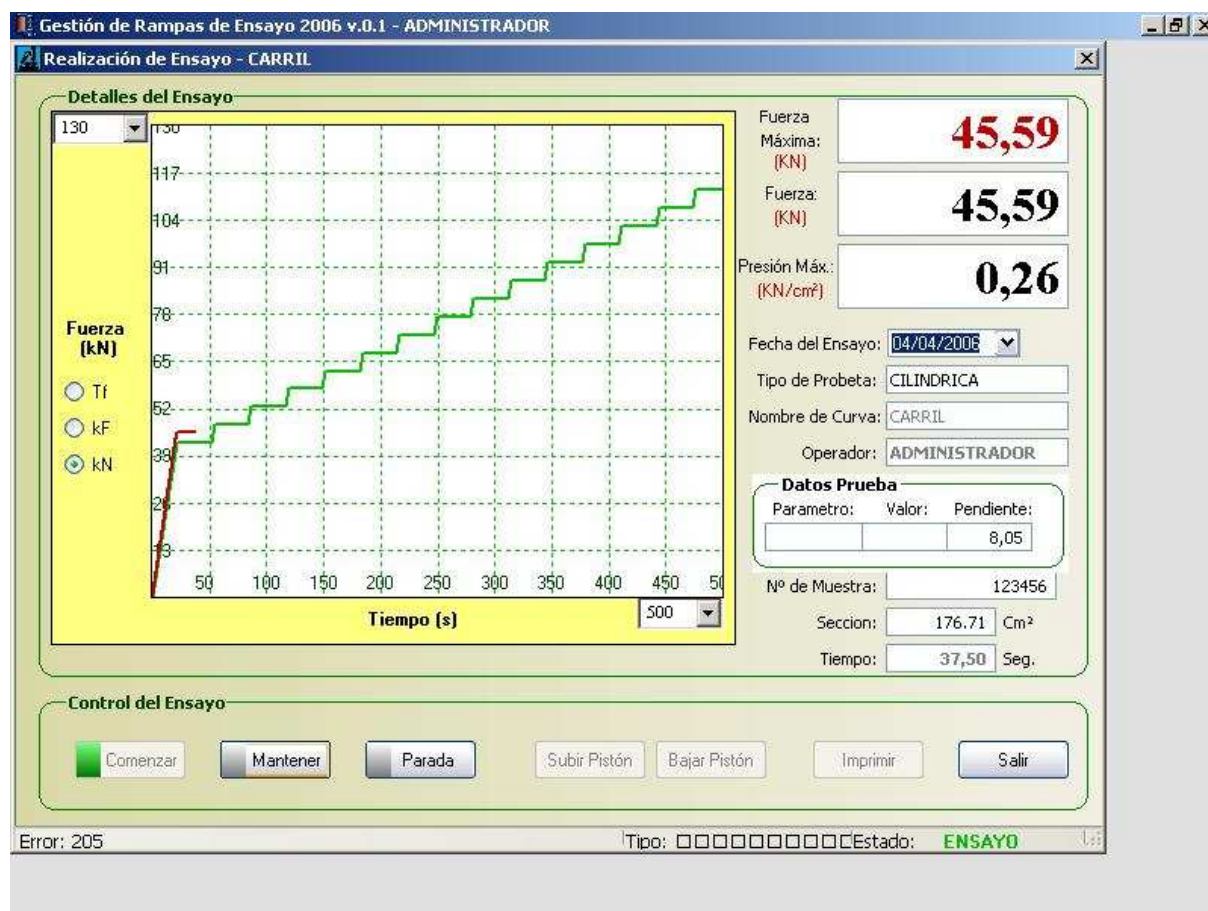 Gestión de Rampas de Ensayo 2006 v.0.1 - ADMINISTRADOR
Realización de Ensayo - CARRIL
Detalles del Ensayo
130
130
117
104
91
78
65
52
39
26
13
Fuerza
(kN)
Tf
kF
kN
50 100 150 200 250 300 350 400 450 50
Tiempo (s)
500
Fuerza
Máxima:
(KN)
45,59
Fuerza:
(KN)
45,59
Presión Máx.:
(KN/cm²)
0,26
Fecha del Ensayo: 04/04/2006
Tipo de Probeta: CILINDRICA
Nombre de Curva: CARRIL
Operador: ADMINISTRADOR
Datos Prueba
Parametro: Valor: Pendiente:
8,05
Nº de Muestra: 123456
Seccion: 176.71 Cm²
Tiempo: 37,50 Seg.
Control del Ensayo
Comenzar Mantener Parada Subir Pistón Bajar Pistón Imprimir Salir
Error: 205 Tipo: Estado: ENSAYO